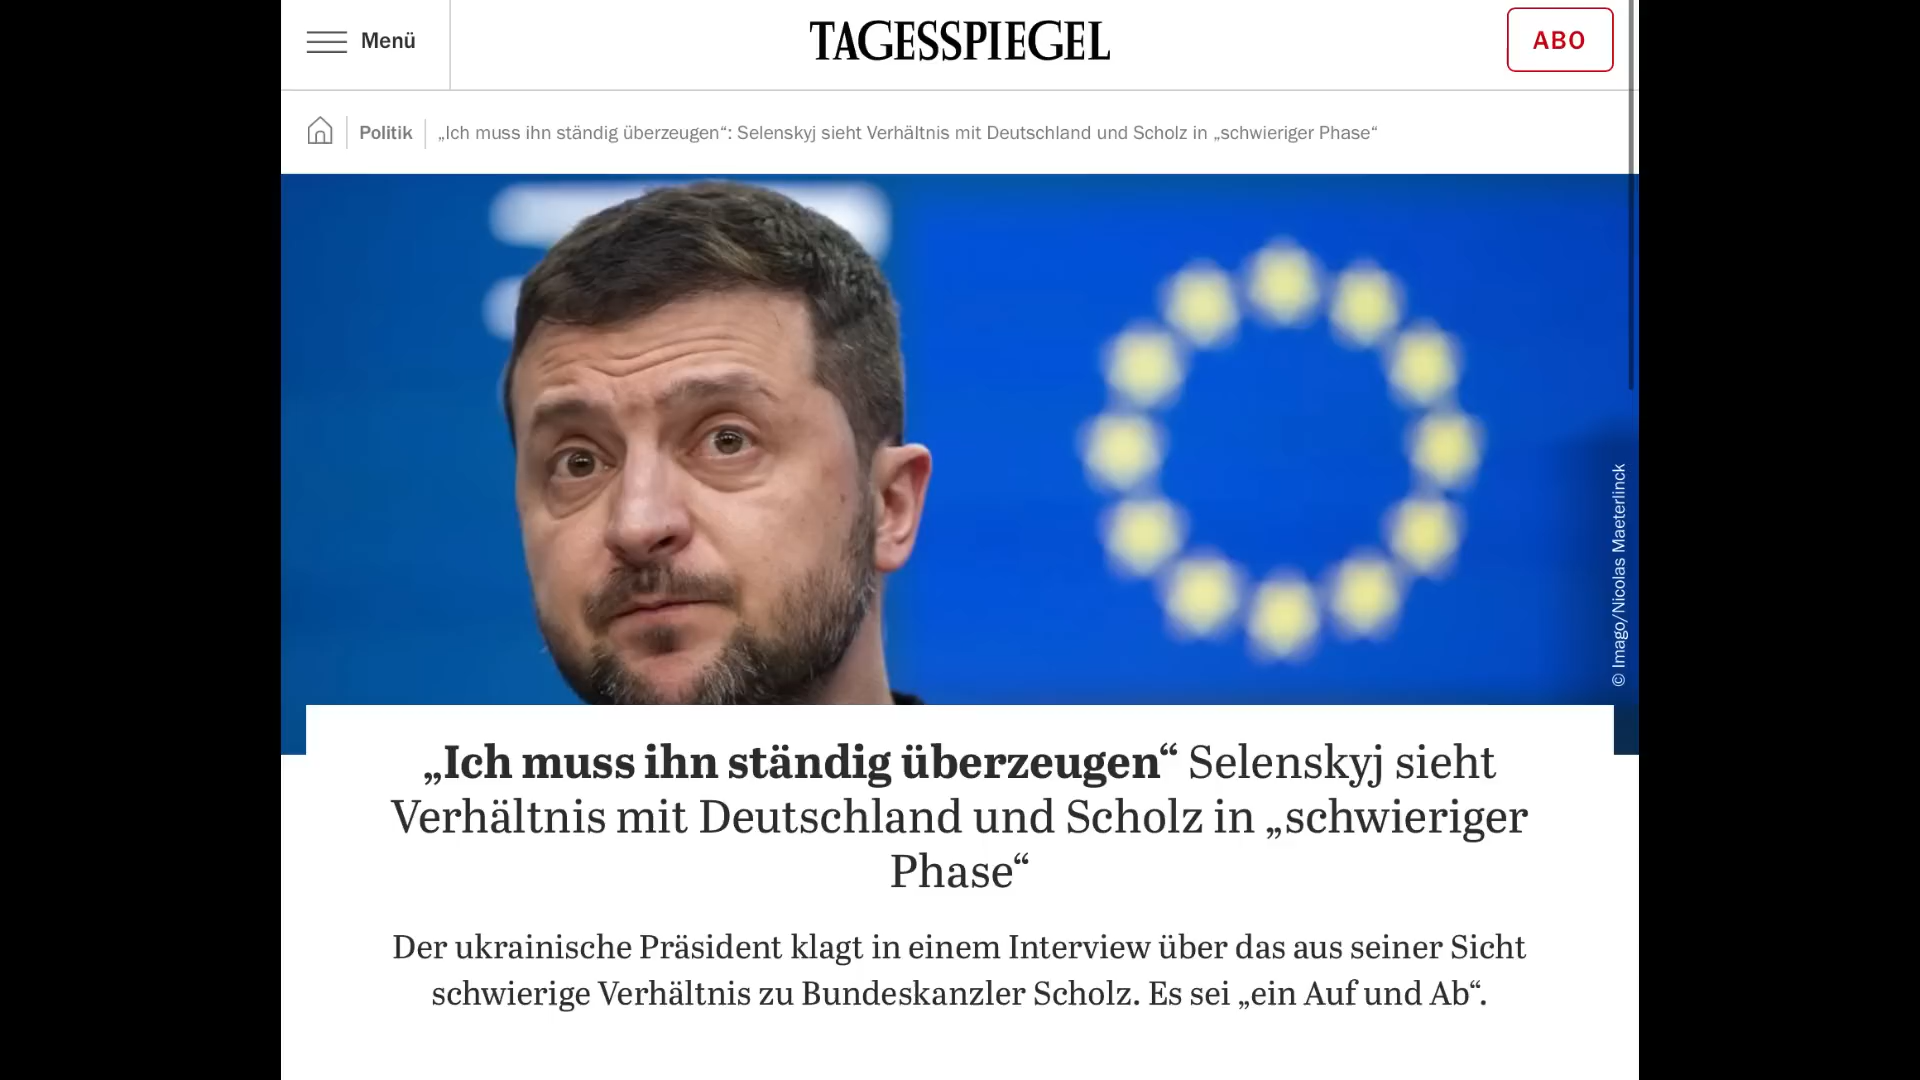 Menü
TAGESSPIEGEL
ABO
Politik
„Ich muss ihn ständig überzeugen“: Selenskyj sieht Verhältnis mit Deutschland und Scholz in „schwieriger Phase“
© Imago/Nicolas Maeterlinck
„Ich muss ihn ständig überzeugen“ Selenskyj sieht
Verhältnis mit Deutschland und Scholz in „schwieriger
Phase“
Der ukrainische Präsident klagt in einem Interview über das aus seiner Sicht
schwierige Verhältnis zu Bundeskanzler Scholz. Es sei „ein Auf und Ab“.